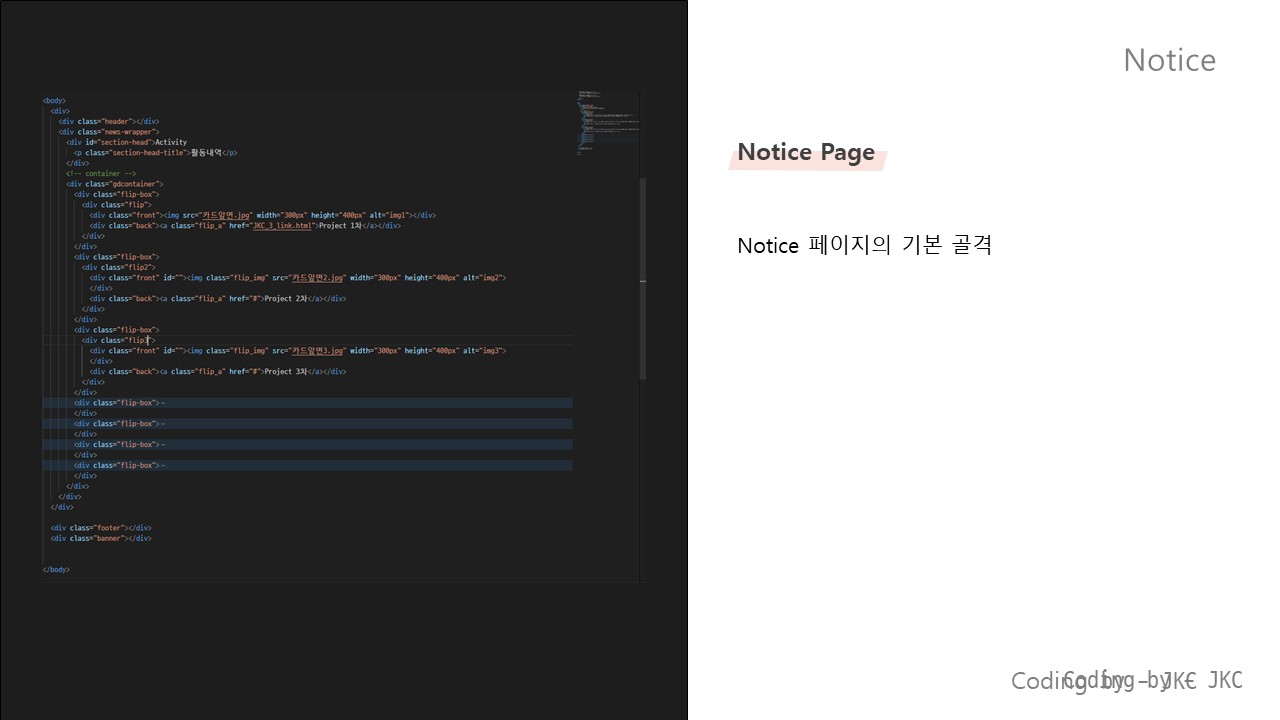 <body>
<div>
<div class="header"></div>
<div class="news-wrapper">
<div id="section-head">Activity
<p class="section-head-title">활동내역</p>
</div>
<!-- container -->
<div class="gdcontainer">
<div class="flip-box">
<div class="flip">
<div class="front"><img src="카드앞면.jpg" width="300px" height="400px" alt="img1"></div>
<div class="back"><a class="flip_a" href="JKC_3_link.html">Project 1차</a></div>
</div>
</div>
<div class="flip-box">
<div class="flip2">
<div class="front" id=""><img class="flip_img" src="카드앞면2.jpg" width="300px" height="400px" alt="img2">
</div>
<div class="back"><a class="flip_a" href="#">Project 2차</a></div>
</div>
</div>
<div class="flip-box">
<div class="flip3">
<div class="front" id=""><img class="flip_img" src="카드앞면3.jpg" width="300px" height="400px" alt="img3">
</div>
<div class="back"><a class="flip_a" href="#">Project 3차</a></div>
</div>
</div>
<div class="flip-box">⋯
</div>
<div class="flip-box">⋯
</div>
<div class="flip-box">⋯
</div>
<div class="flip-box">⋯
</div>
</div>
</div>
</div>
<div class="footer"></div>
<div class="banner"></div>
</body>
Notice
Notice Page
Notice 페이지의 기본 골격
Coding by – JKC
Coding by – JKC